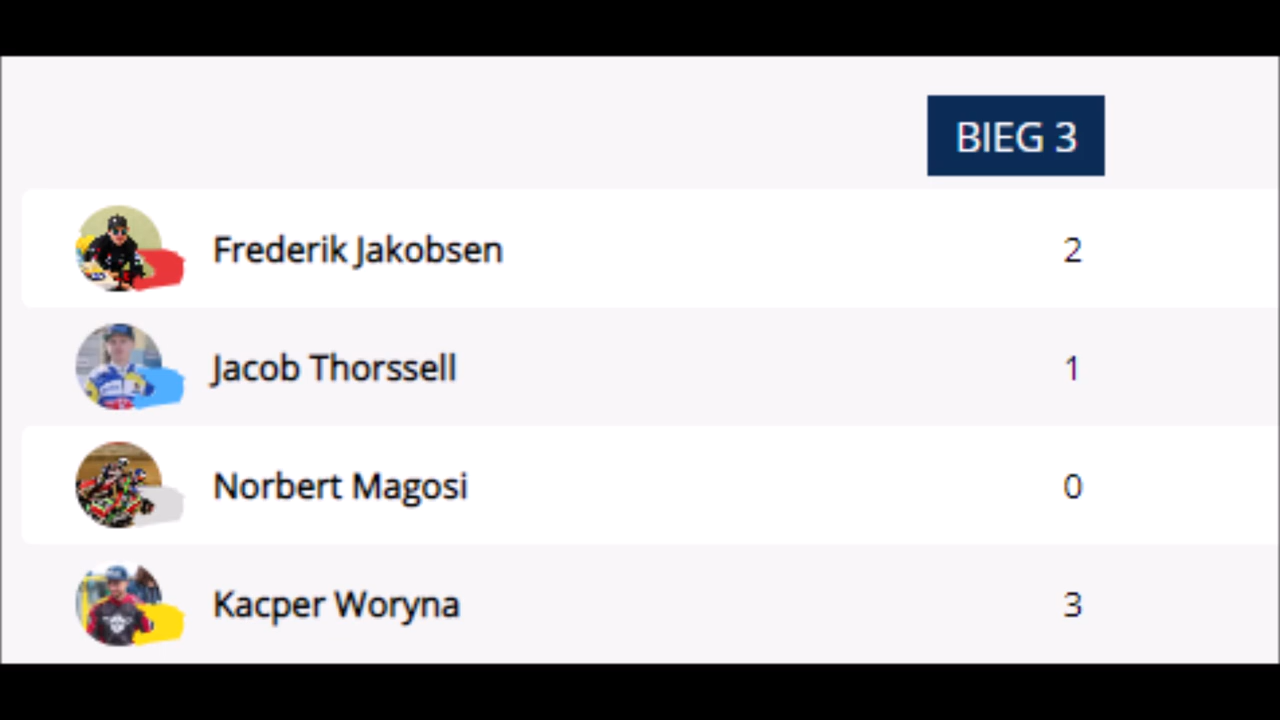 BIEG 3
Frederik Jakobsen 2
Jacob Thorssell 1
Norbert Magosi 0
Kacper Woryna 3